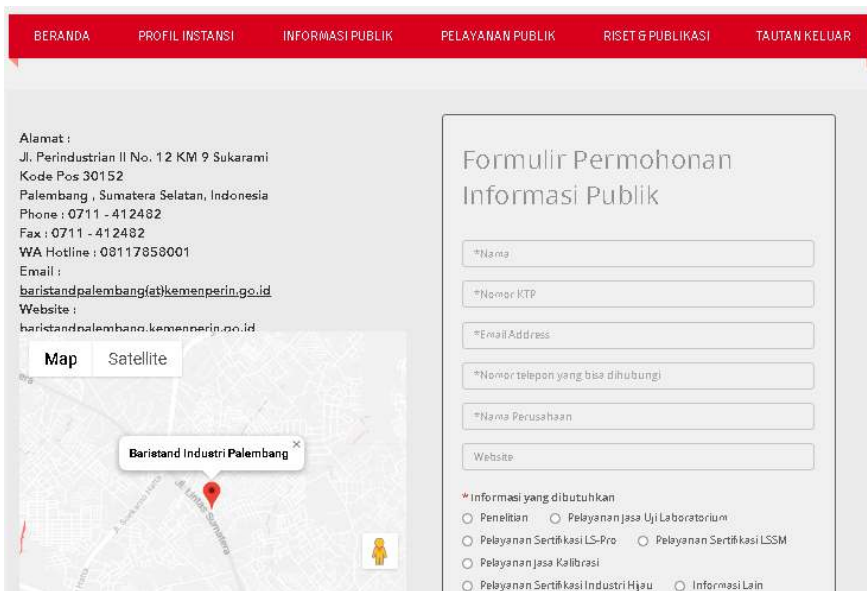 BERANDA PROFIL INSTANSI INFORMASI PUBLIK PELAYANAN PUBLIK RISET & PUBLIKASI TAUTAN KELUAR
Alamat :
Jl. Perindustrian II No. 12 KM 9 Sukarami
Kode Pos 30152
Palembang , Sumatera Selatan, Indonesia
Phone : 0711 - 412482
Fax : 0711 - 412482
WA Hotline : 08117858001
Email :
baristandpalembang(at)kemenperin.go.id
Website :
baristandpalembang.kemenperin.go.id
Map Satellite
Baristand Industri Palembang
Jl. Lintas Sumatera
Formulir Permohonan
Informasi Publik
*Nama
*Nomor KTP
*Email Address
*Nomor telepon yang bisa dihubungi
*Nama Perusahaan
Website
* Informasi yang dibutuhkan
Penelitian Pelayanan Jasa Uji Laboratorium
Pelayanan Sertifikasi LS-Pro Pelayanan Sertifikasi LSSM
Pelayanan Jasa Kalibrasi
Pelayanan Sertifikasi Industri Hijau Informasi Lain